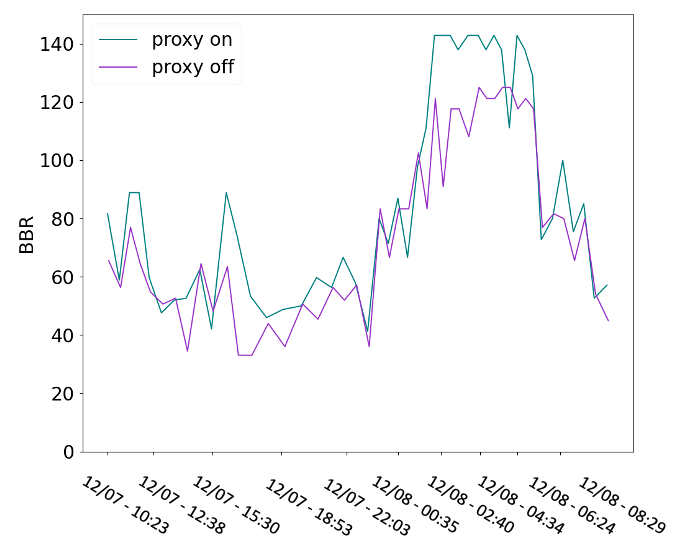 proxy on
proxy off
BBR
140
120
100
80
60
40
20
0
12/07 - 10:23
12/07 - 12:38
12/07 - 15:30
12/07 - 18:53
12/07 - 22:03
12/08 - 00:35
12/08 - 02:40
12/08 - 04:34
12/08 - 06:24
12/08 - 08:29